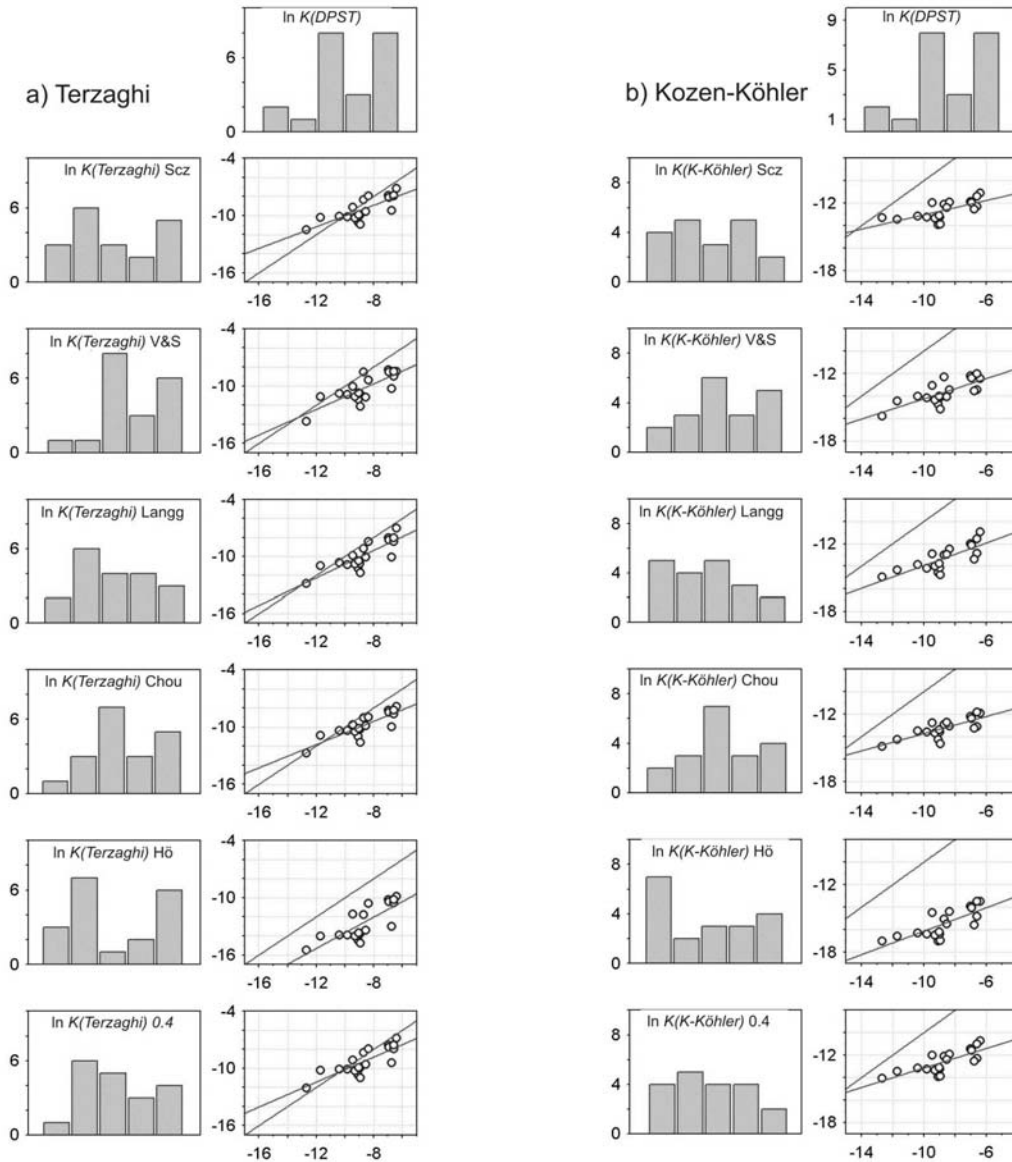 ln K(DPST)
6
0
a) Terzaghi
ln K(DPST)
9
7
5
3
1
b) Kozen-Köhler
ln K(Terzaghi) Scz
6
0
-4
-10
-16
-16 -12 -8
ln K(K-Köhler) Scz
8
4
0
-12
-18
-14 -10 -6
ln K(Terzaghi) V&S
6
0
-4
-10
-16
-16 -12 -8
ln K(K-Köhler) V&S
8
4
0
-12
-18
-14 -10 -6
ln K(Terzaghi) Langg
6
0
-4
-10
-16
-16 -12 -8
ln K(K-Köhler) Langg
8
4
0
-12
-18
-14 -10 -6
ln K(Terzaghi) Chou
6
0
-4
-10
-16
-16 -12 -8
ln K(K-Köhler) Chou
8
4
0
-12
-18
-14 -10 -6
ln K(Terzaghi) Hö
6
0
-4
-10
-16
-16 -12 -8
ln K(K-Köhler) Hö
8
4
0
-12
-18
-14 -10 -6
ln K(Terzaghi) 0.4
6
0
-4
-10
-16
-16 -12 -8
ln K(K-Köhler) 0.4
8
4
0
-12
-18
-14 -10 -6